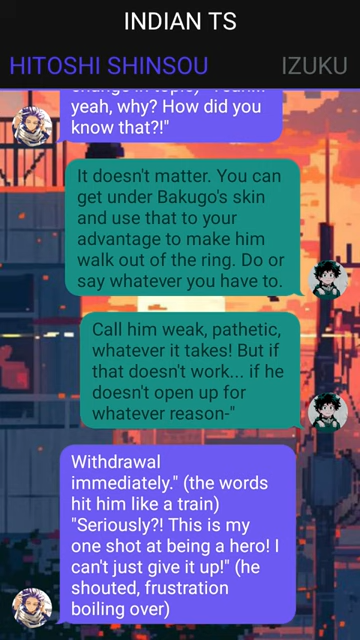 INDIAN TS
HITOSHI SHINSOU
IZUKU
yeah, why? How did you
know that?!"
It doesn't matter. You can
get under Bakugo's skin
and use that to your
advantage to make him
walk out of the ring. Do or
say whatever you have to.
Call him weak, pathetic,
whatever it takes! But if
that doesn't work... if he
doesn't open up for
whatever reason-"
Withdrawal
immediately." (the words
hit him like a train)
"Seriously?! This is my
one shot at being a hero! I
can't just give it up!" (he
shouted, frustration
boiling over)